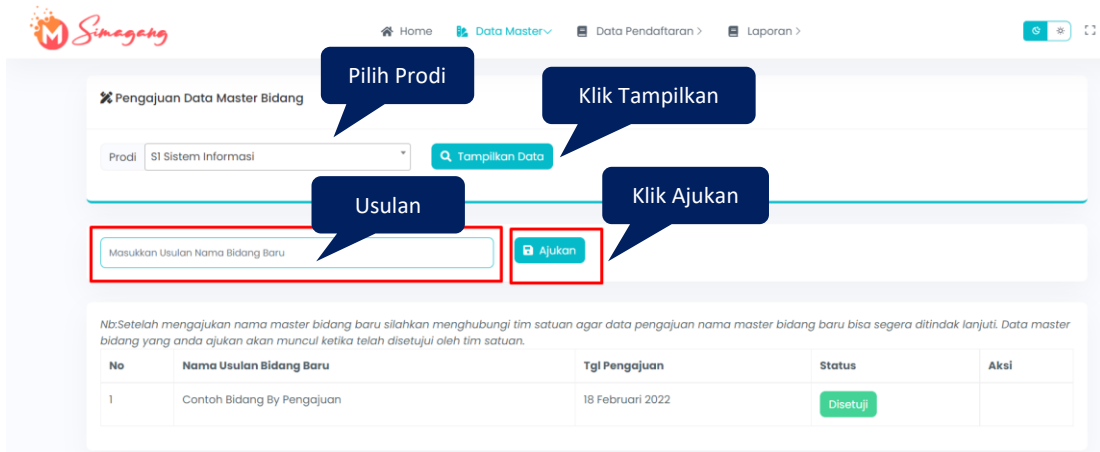 Simagang
Home Data Master Data Pendaftaran > Laporan >
Pilih Prodi
Klik Tampilkan
Pengajuan Data Master Bidang
Prodi S1 Sistem Informasi Tampilkan Data
Usulan
Klik Ajukan
Masukkan Usulan Nama Bidang Baru Ajukan
Nb:Setelah mengajukan nama master bidang baru silahkan menghubungi tim satuan agar data pengajuan nama master bidang baru bisa segera ditindak lanjuti. Data master
bidang yang anda ajukan akan muncul ketika telah disetujui oleh tim satuan.
No Nama Usulan Bidang Baru Tgl Pengajuan Status Aksi
1 Contoh Bidang By Pengajuan 18 Februari 2022 Disetuji